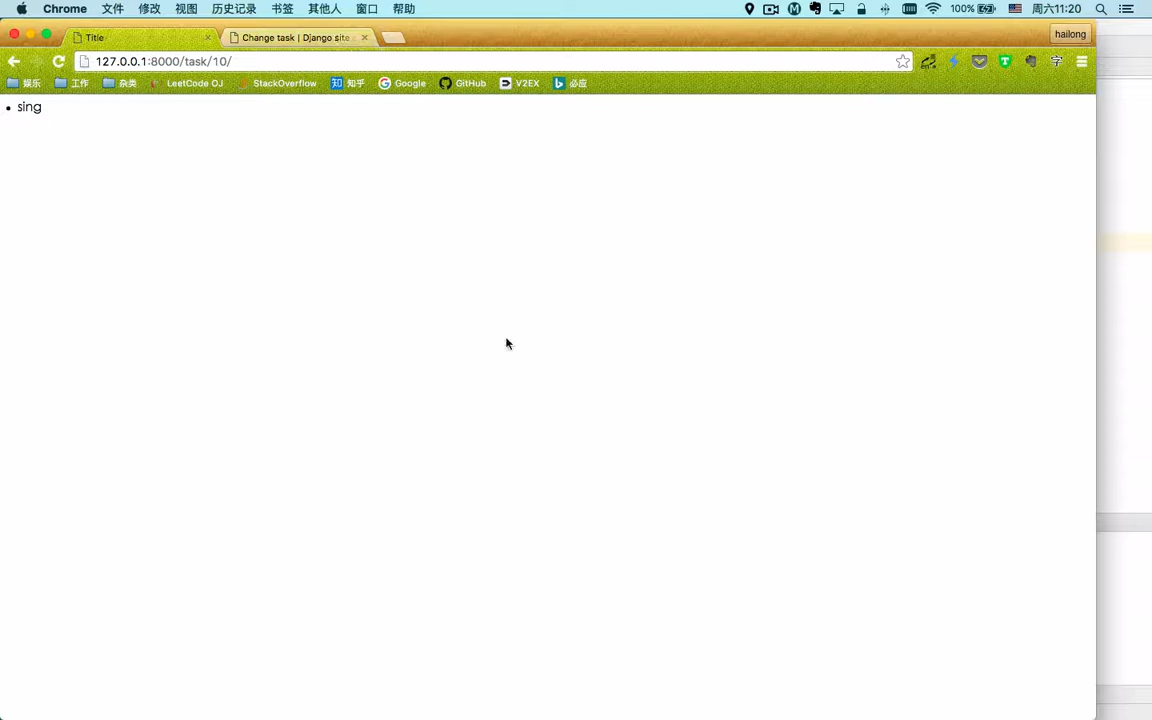 Chrome 文件 修改 视图 历史记录 书签 其他人 窗口 帮助 100% 周六11:20
Title Change task | Django site hailong
127.0.0.1:8000/task/10/
娱乐 工作 杂类 LeetCode OJ StackOverflow 知 知乎 Google GitHub V2EX 必应
• sing